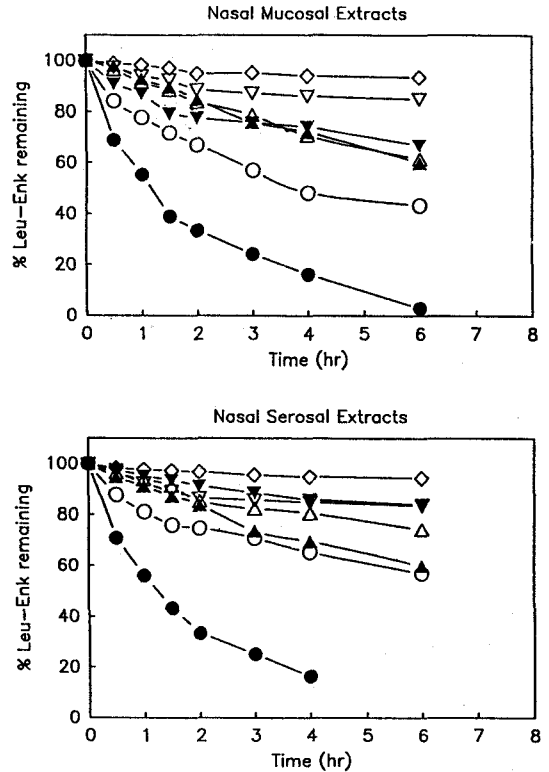 Nasal Mucosal Extracts
% Leu-Enk remaining
100
80
60
40
20
0
0 1 2 3 4 5 6 7 8
Time (hr)
Nasal Serosal Extracts
% Leu-Enk remaining
100
80
60
40
20
0
0 1 2 3 4 5 6 7 8
Time (hr)